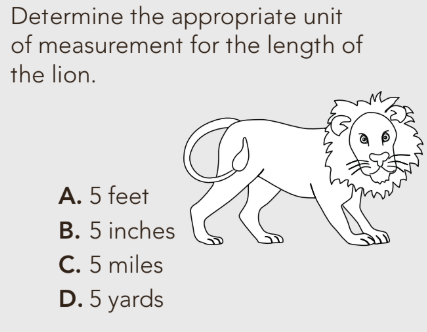 Determine the appropriate unit
of measurement for the length of
the lion.
A. 5 feet
B. 5 inches
C. 5 miles
D. 5 yards